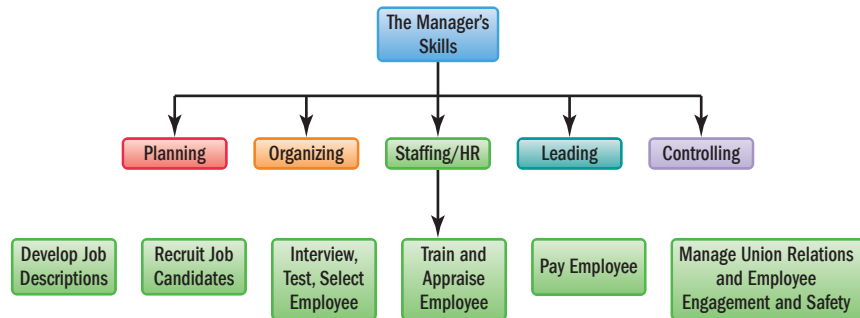 The Manager's
Skills
Planning
Organizing
Staffing/HR
Leading
Controlling
Develop Job
Descriptions
Recruit Job
Candidates
Interview,
Test, Select
Employee
Train and
Appraise
Employee
Pay Employee
Manage Union Relations
and Employee
Engagement and Safety